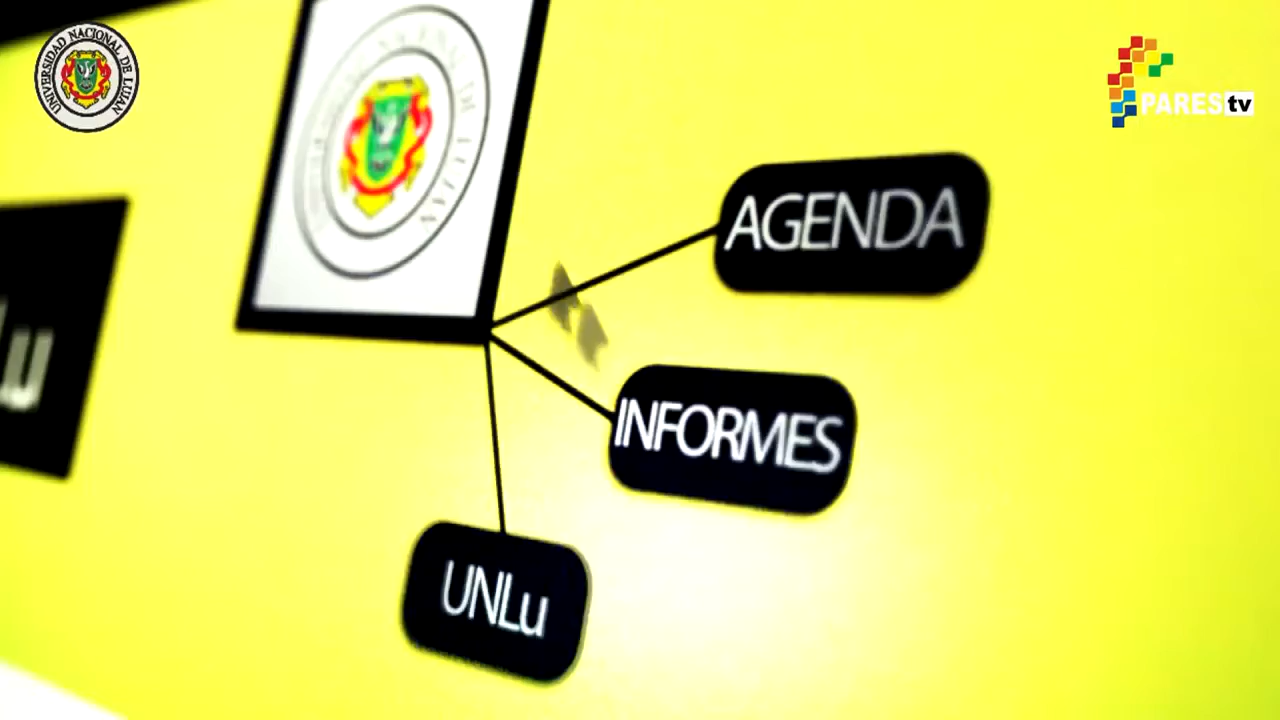 UNIVERSIDAD NACIONAL DE LUJAN
PARES tv
AGENDA
INFORMES
UNLu